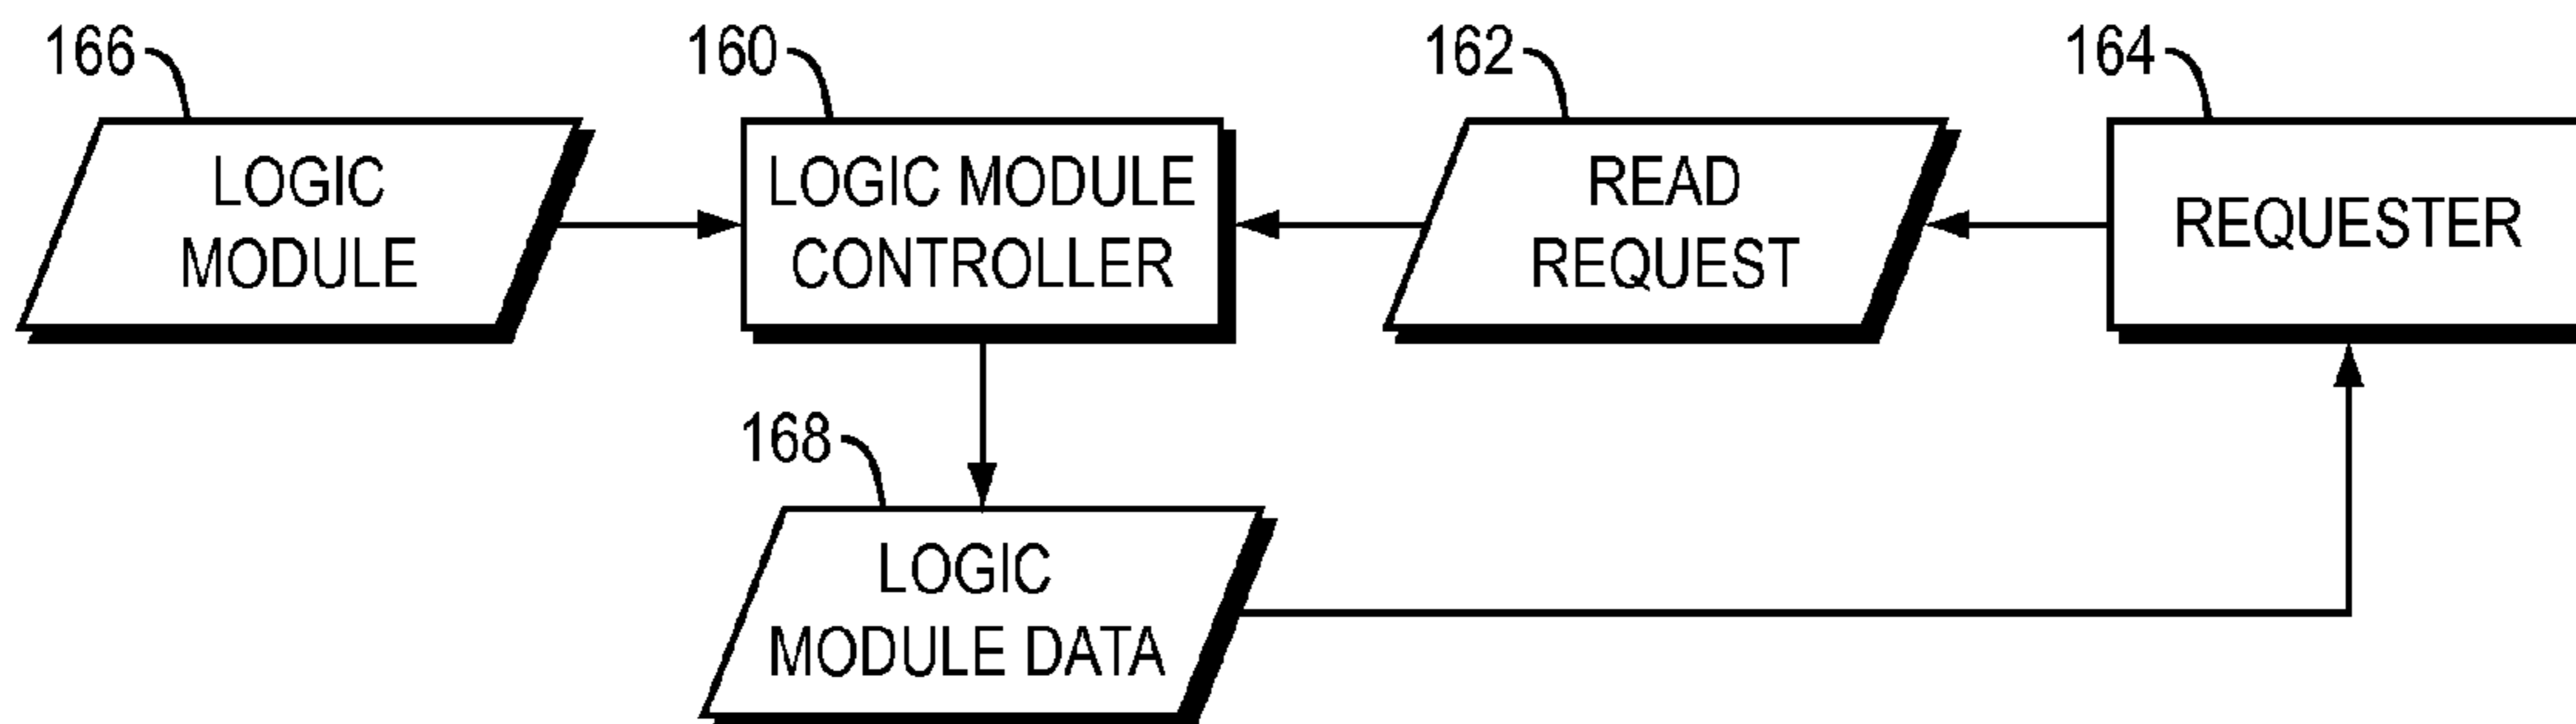 166
160
162
164
LOGIC
MODULE
LOGIC MODULE
CONTROLLER
READ
REQUEST
REQUESTER
168
LOGIC
MODULE DATA